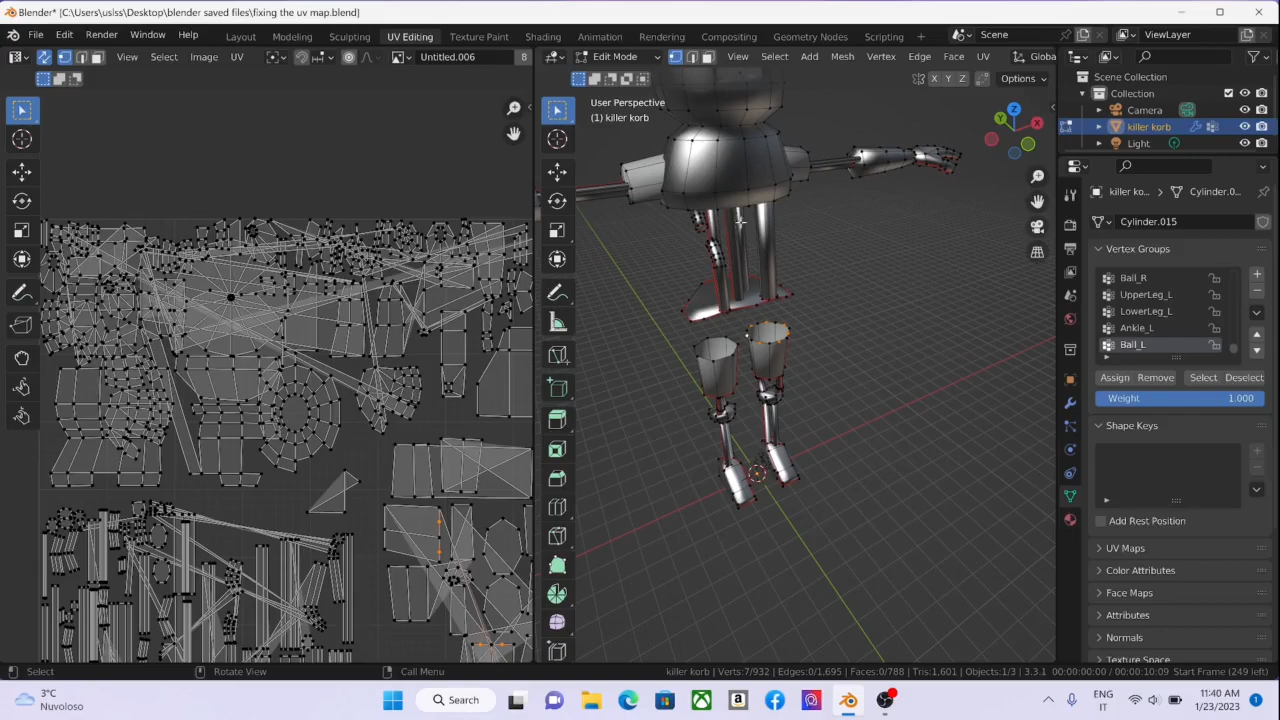 Blender* [C:\Users\uslss\Desktop\blender saved files\fixing the uv map.blend]
File Edit Render Window Help
Layout Modeling Sculpting UV Editing Texture Paint Shading Animation Rendering Compositing Geometry Nodes Scripting +
Scene ViewLayer
View Select Image UV Untitled.006 8
Edit Mode View Select Add Mesh Vertex Edge Face UV Globa
X Y Z Options
User Perspective
(1) killer korb
Z
X
Y
Scene Collection
Collection
Camera
killer korb
Light
killer ko... Cylinder.0...
Cylinder.015
Vertex Groups
Ball_R
UpperLeg_L
LowerLeg_L
Ankle_L
Ball_L
Assign Remove Select Deselect
Weight 1.000
Shape Keys
Add Rest Position
UV Maps
Color Attributes
Face Maps
Attributes
Normals
Texture Space
Select Rotate View Call Menu killer korb | Verts:7/932 | Edges:0/1,695 | Faces:0/788 | Tris:1,601 | Objects:1/3 | 3.3.1 00:00:00:00 / 00:00:10:09 Start Frame (249 left)
3°C
Nuvoloso
Search
ENG
IT
11:40 AM
1/23/2023
1